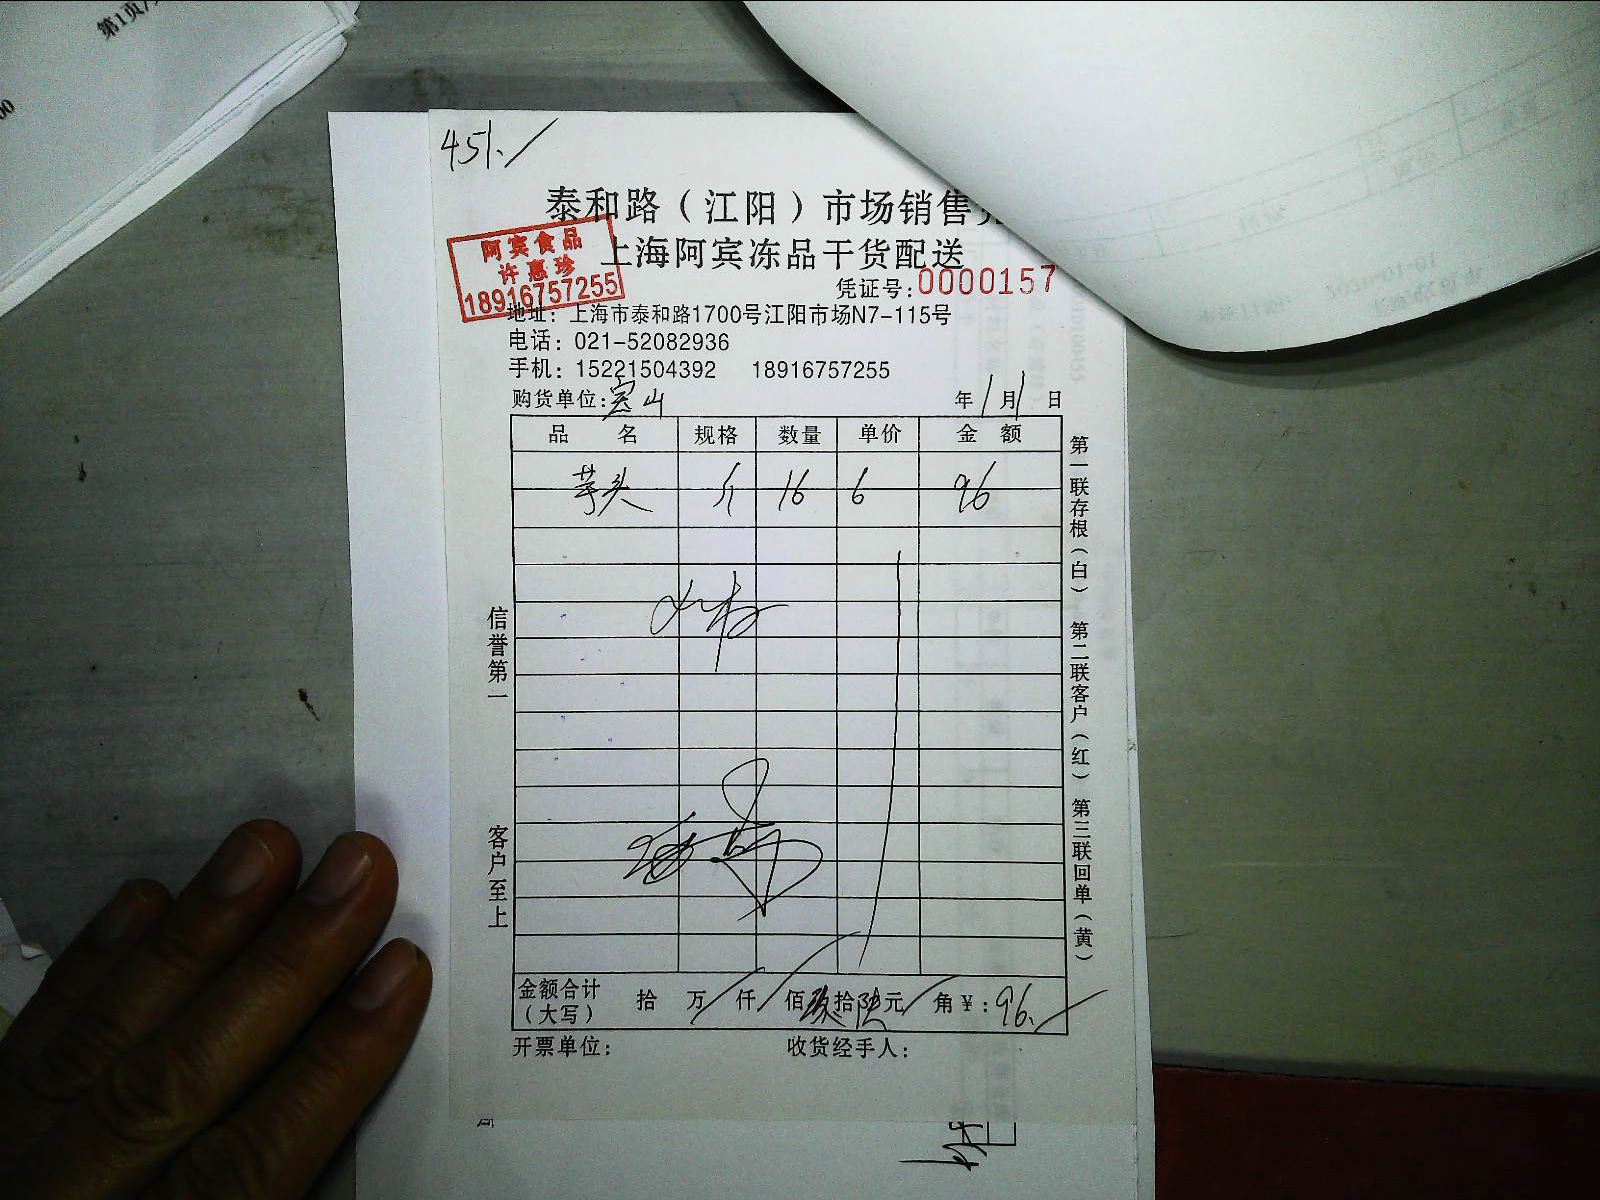 第1页
00
451.
泰和路（江阳）市场销售
上海阿宾冻品干货配送
阿宾食品
许惠珍
18916757255
凭证号：0000157
地址：上海市泰和路1700号江阳市场N7-115号
电话：021-52082936
手机：15221504392 18916757255
购货单位：宝山 年1月1日
品名 规格 数量 单价 金额
芋头 斤 16 6 96
第一联存根（白） 第二联客户（红） 第三联回单（黄）
信誉第一
客户至上
金额合计（大写） 拾 万 仟 佰玖拾陆元 角 ￥：96.
开票单位： 收货经手人：